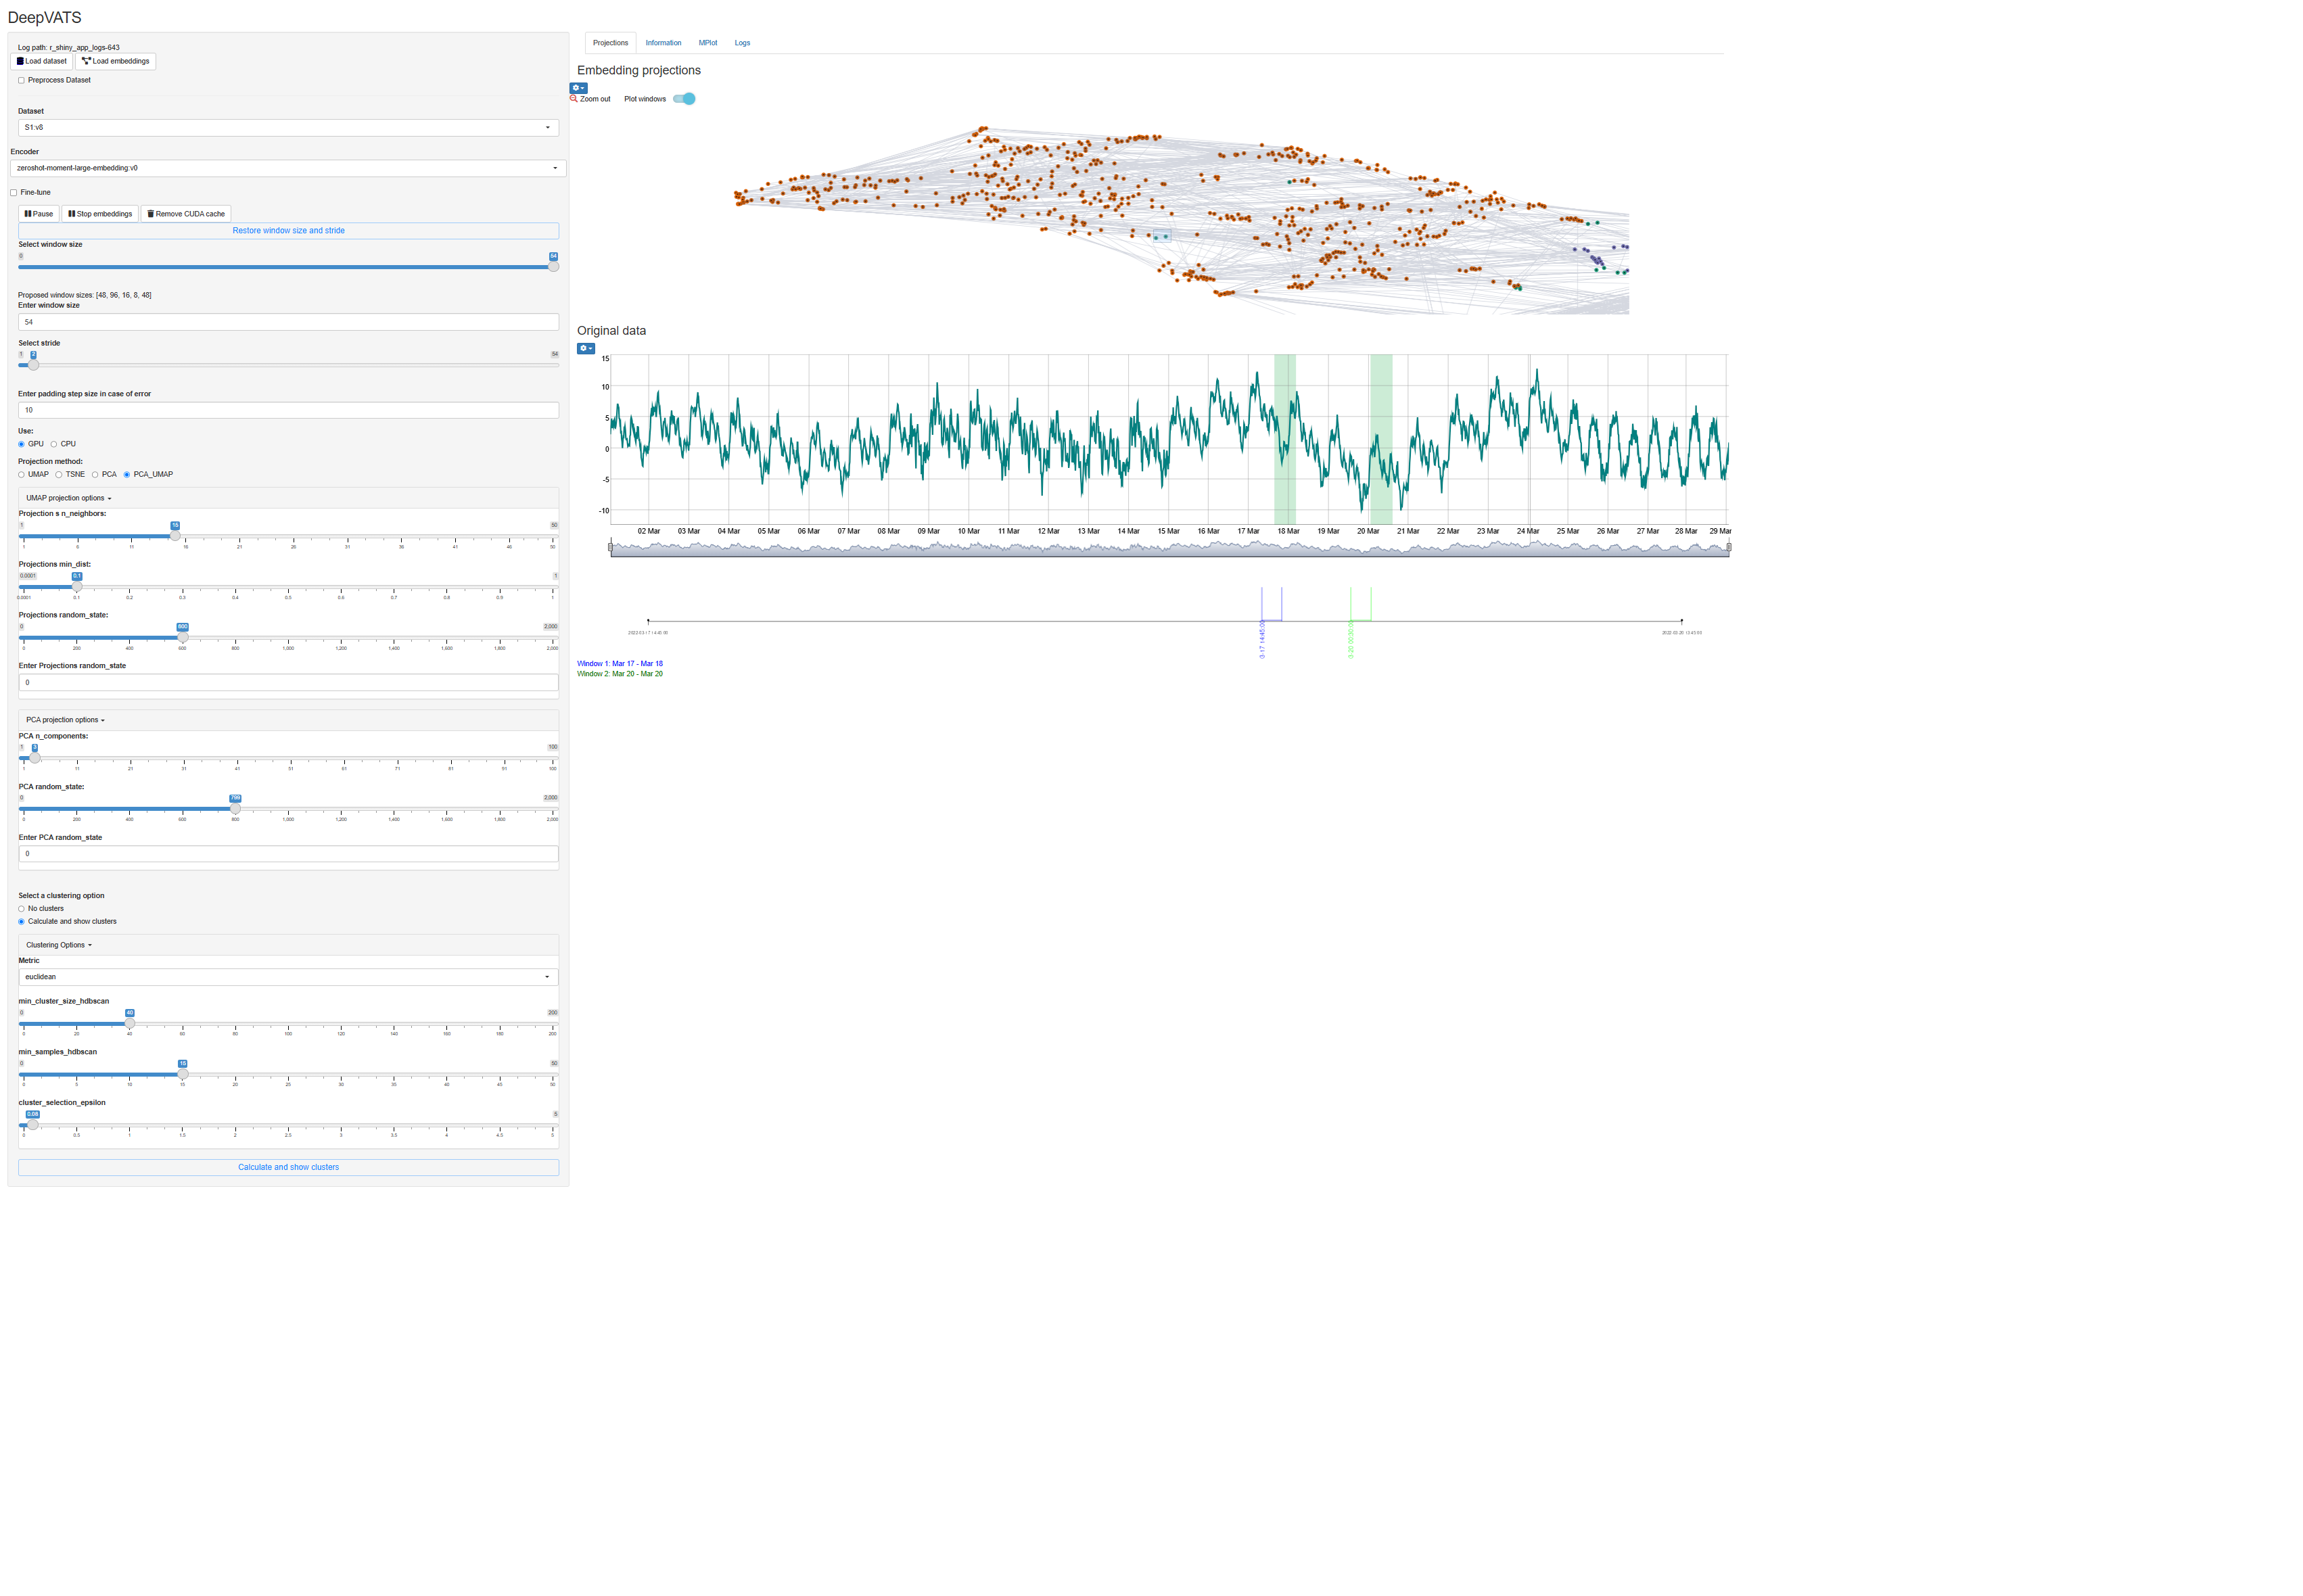 DeepVATS
Log path: r_shiny_app_logs-643
Load dataset
Load embeddings
Preprocess Dataset
Dataset
S1:v8
Encoder
zeroshot-moment-large-embedding:v0
Fine-tune
Pause
Stop embeddings
Remove CUDA cache
Restore window size and stride
Select window size
0
54
Proposed window sizes: [48, 96, 16, 8, 48]
Enter window size
54
Select stride
1
2
54
Enter padding step size in case of error
10
Use:
GPU CPU
Projection method:
UMAP TSNE PCA PCA_UMAP
UMAP projection options
Projection s n_neighbors:
1 15 50
1 6 11 16 21 26 31 36 41 46 50
Projections min_dist:
0.0001 0.1 1
0.0001 0.1 0.2 0.3 0.4 0.5 0.6 0.7 0.8 0.9 1
Projections random_state:
0 600 2,000
0 200 400 600 800 1,000 1,200 1,400 1,600 1,800 2,000
Enter Projections random_state
0
PCA projection options
PCA n_components:
1 3 100
1 11 21 31 41 51 61 71 81 91 100
PCA random_state:
0 799 2,000
0 200 400 600 800 1,000 1,200 1,400 1,600 1,800 2,000
Enter PCA random_state
0
Select a clustering option
No clusters
Calculate and show clusters
Clustering Options
Metric
euclidean
min_cluster_size_hdbscan
0 40 200
0 20 40 60 80 100 120 140 160 180 200
min_samples_hdbscan
0 15 50
0 5 10 15 20 25 30 35 40 45 50
cluster_selection_epsilon
0.08 5
0 0.5 1 1.5 2 2.5 3 3.5 4 4.5 5
Calculate and show clusters
Projections Information MPlot Logs
Embedding projections
Zoom out Plot windows
Original data
15
10
5
0
-5
-10
02 Mar 03 Mar 04 Mar 05 Mar 06 Mar 07 Mar 08 Mar 09 Mar 10 Mar 11 Mar 12 Mar 13 Mar 14 Mar 15 Mar 16 Mar 17 Mar 18 Mar 19 Mar 20 Mar 21 Mar 22 Mar 23 Mar 24 Mar 25 Mar 26 Mar 27 Mar 28 Mar 29 Mar
Window 1: Mar 17 - Mar 18
Window 2: Mar 20 - Mar 20